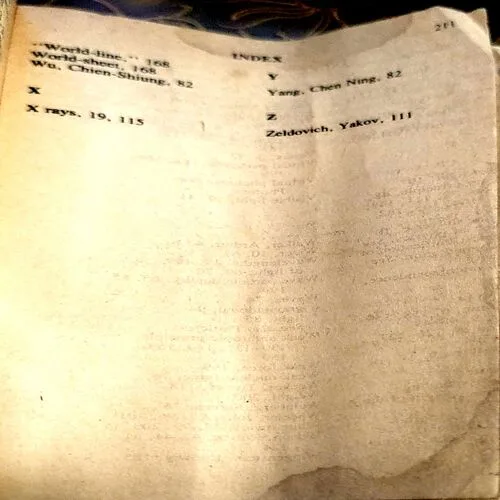 INDEX
211
"World-line," 168
World-sheet, 168
Wu, Chien-Shiung, 82
X
X rays, 19, 115
Y
Yang, Chen Ning, 82
Z
Zeldovich, Yakov, 111